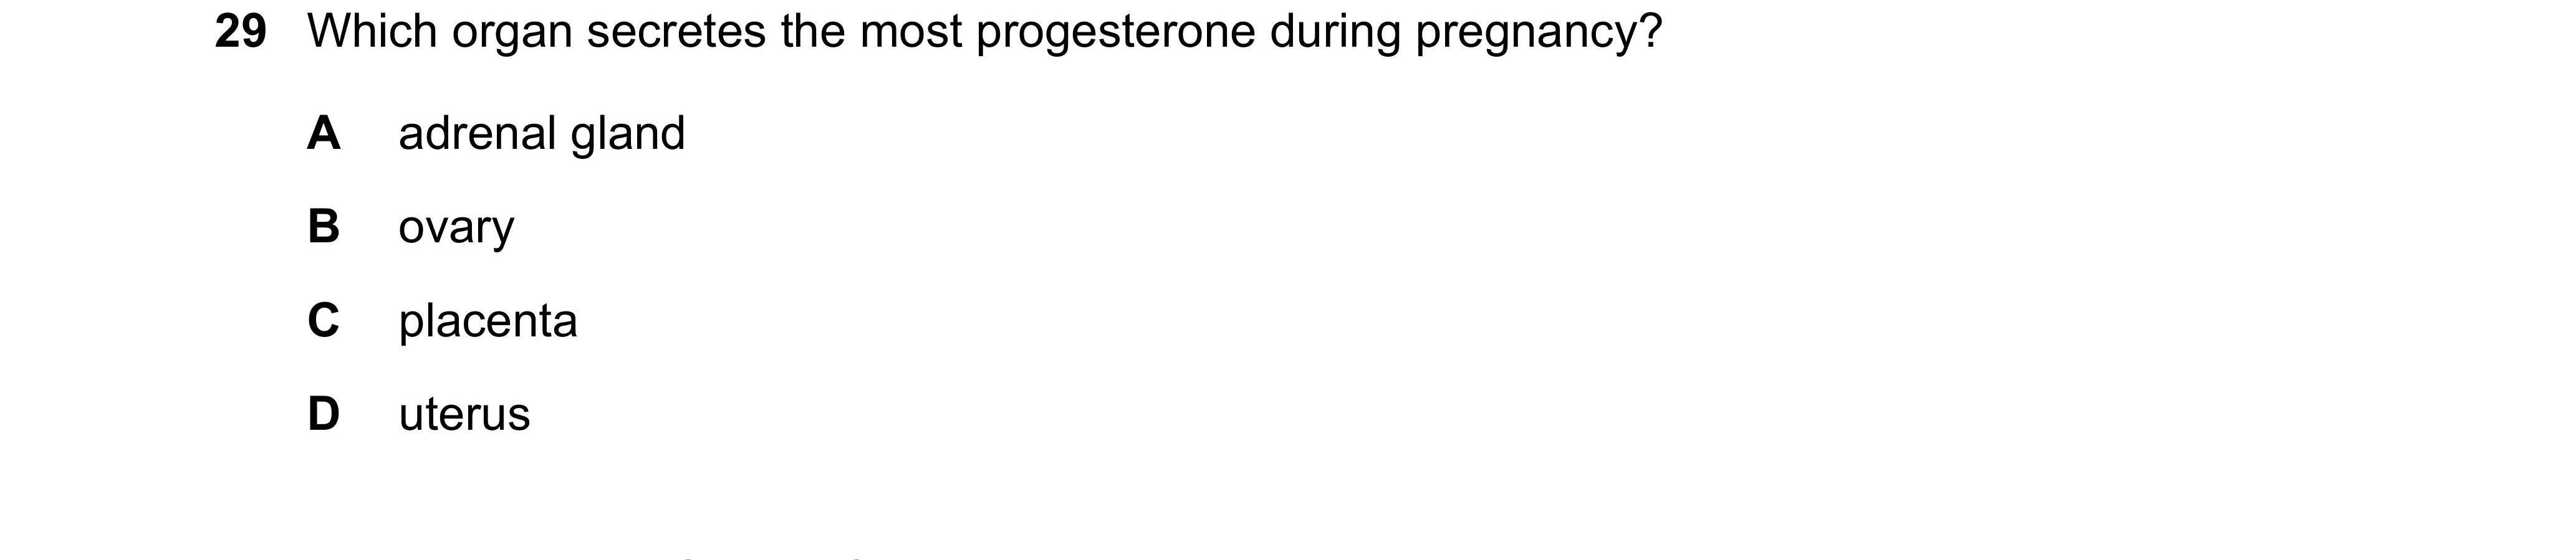 29 Which organ secretes the most progesterone during pregnancy?
A adrenal gland
B ovary
C placenta
D uterus